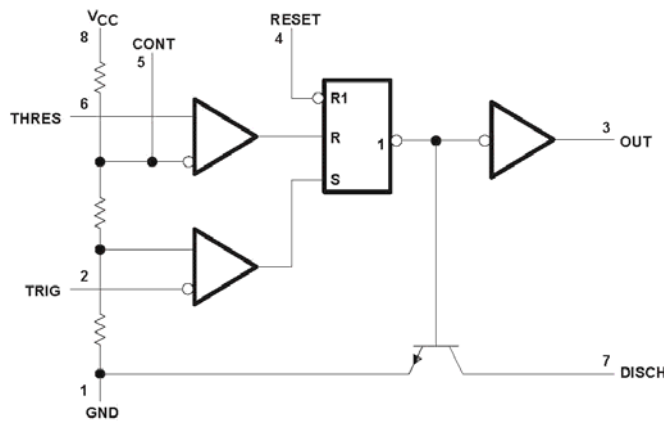 VCC
8
CONT
5
RESET
4
6
THRES
R1
R
1
S
3
OUT
2
TRIG
7
DISCH
1
GND